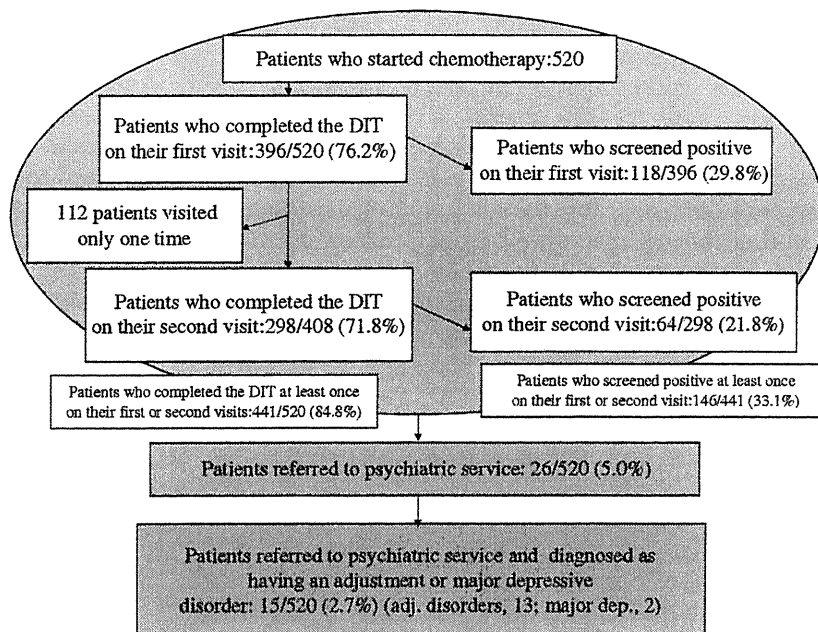 Patients who started chemotherapy:520
Patients who completed the DIT
on their first visit:396/520 (76.2%)
Patients who screened positive
on their first visit:118/396 (29.8%)
112 patients visited
only one time
Patients who completed the DIT
on their second visit:298/408 (71.8%)
Patients who screened positive
on their second visit:64/298 (21.8%)
Patients who completed the DIT at least once
on their first or second visits:441/520 (84.8%)
Patients who screened positive at least once
on their first or second visit:146/441 (33.1%)
Patients referred to psychiatric service: 26/520 (5.0%)
Patients referred to psychiatric service and diagnosed as
having an adjustment or major depressive
disorder: 15/520 (2.7%) (adj. disorders, 13; major dep., 2)